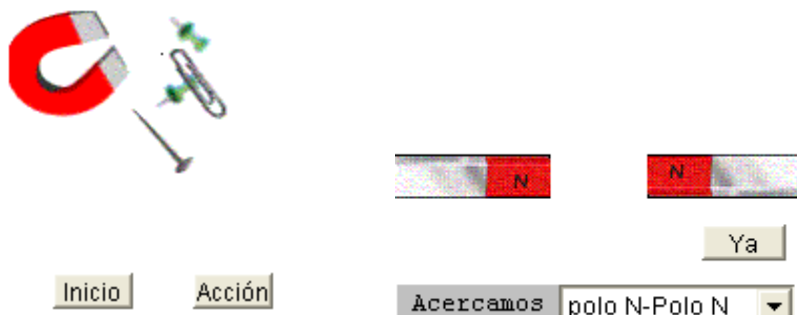 N
N
Ya
Inicio
Acción
Acercamos
polo N-Polo N